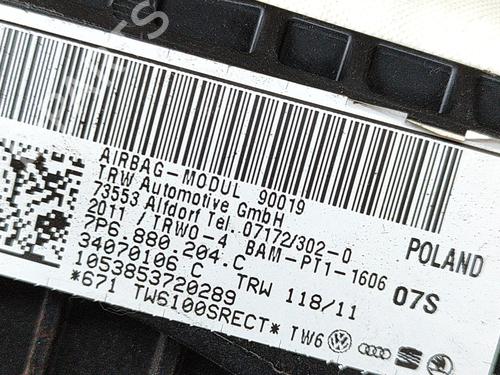 AIRBAG-MODUL 90019
TRW Automotive GmbH
73553 Alfdorf Tel. 07172/302-0
2011 /TRWO-4 BAM-PT1-1606
7P6 880 204 C
34070106 C TRW 118/11
1053853720289
*671 TW6100SRECT* TW6
POLAND
07S